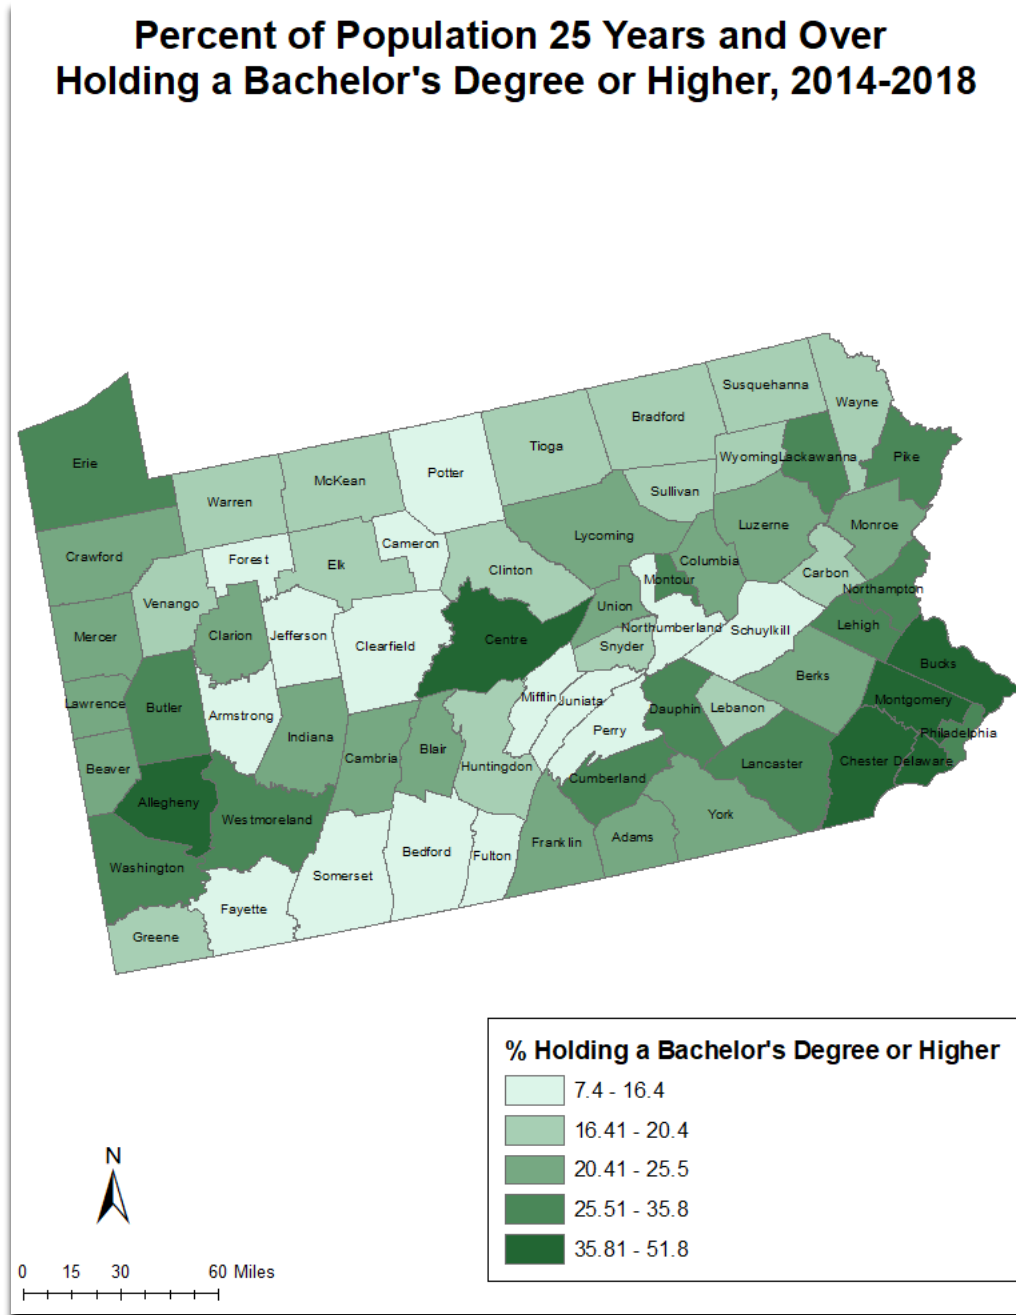 Percent of Population 25 Years and Over
Holding a Bachelor's Degree or Higher, 2014-2018
Susquehanna
Wayne
Bradford
Tioga
Erie
Wyoming
Lackawanna
Pike
Potter
McKean
Warren
Sullivan
Luzerne
Monroe
Lycoming
Cameron
Crawford
Forest
Elk
Columbia
Clinton
Carbon
Montour
Northampton
Venango
Union
Mercer
Clarion
Jefferson
Centre
Clearfield
Northumberland
Schuylkill
Lehigh
Snyder
Bucks
Berks
Mifflin
Juniata
Montgomery
Lawrence
Butler
Armstrong
Dauphin
Lebanon
Perry
Indiana
Philadelphia
Cambria
Blair
Huntingdon
Chester
Delaware
Lancaster
Beaver
Cumberland
Allegheny
Westmoreland
York
Adams
Franklin
Bedford
Fulton
Washington
Somerset
Fayette
Greene
% Holding a Bachelor's Degree or Higher
7.4 - 16.4
16.41 - 20.4
20.41 - 25.5
25.51 - 35.8
35.81 - 51.8
N
0 15 30 60 Miles